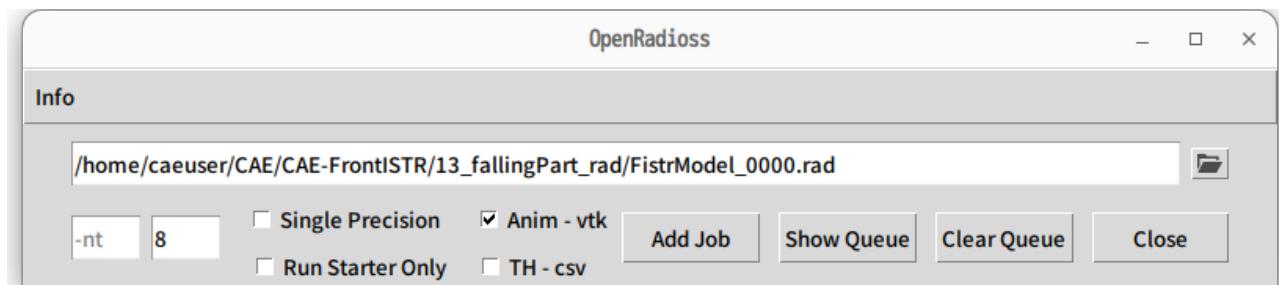 OpenRadioss
Info
/home/caeuser/CAE/CAE-FrontISTR/13_fallingPart_rad/FistrModel_0000.rad
-nt 8 Single Precision Anim - vtk Add Job Show Queue Clear Queue Close
Run Starter Only TH - csv